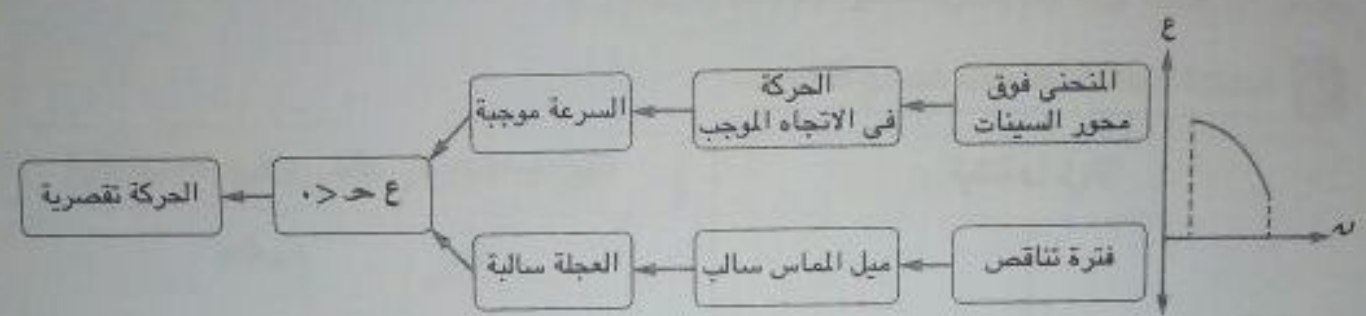 ع
المنحنى فوق
محور السينات
الحركة
فى الاتجاه الموجب
السرعة موجبة
ع حـ < ٠
الحركة تقصرية
فترة تناقص
ميل المماس سالب
العجلة سالبة
ن